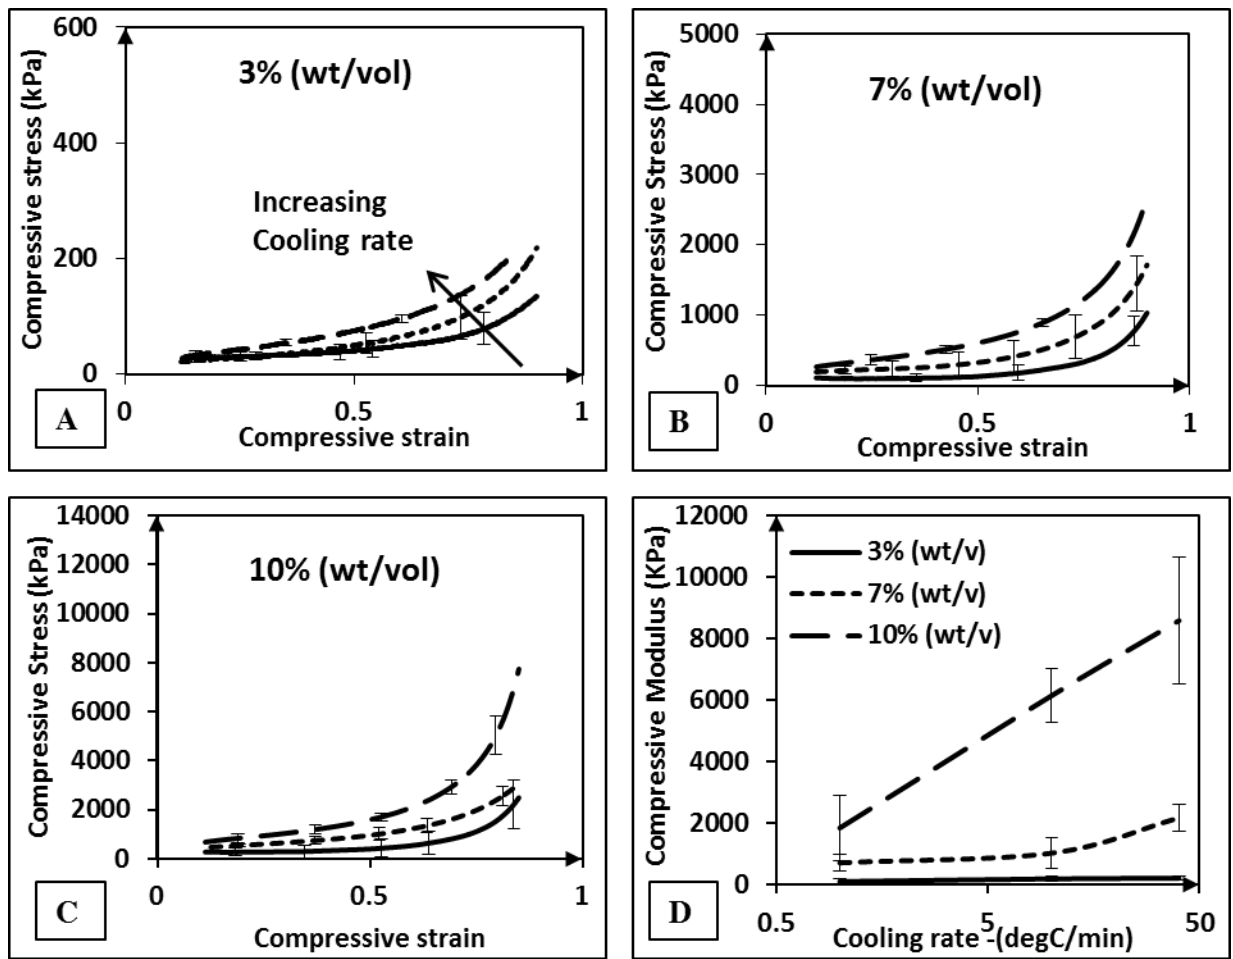 600
400
200
0
0
0.5
1
Compressive stress (kPa)
3% (wt/vol)
Increasing
Cooling rate
Compressive strain
A
5000
4000
3000
2000
1000
0
0
0.5
1
Compressive Stress (kPa)
7% (wt/vol)
Compressive strain
B
14000
12000
10000
8000
6000
4000
2000
0
0
0.5
1
Compressive Stress (kPa)
10% (wt/vol)
Compressive strain
C
12000
10000
8000
6000
4000
2000
0
0.5
5
50
Compressive Modulus (KPa)
3% (wt/v)
7% (wt/v)
10% (wt/v)
Cooling rate -(degC/min)
D